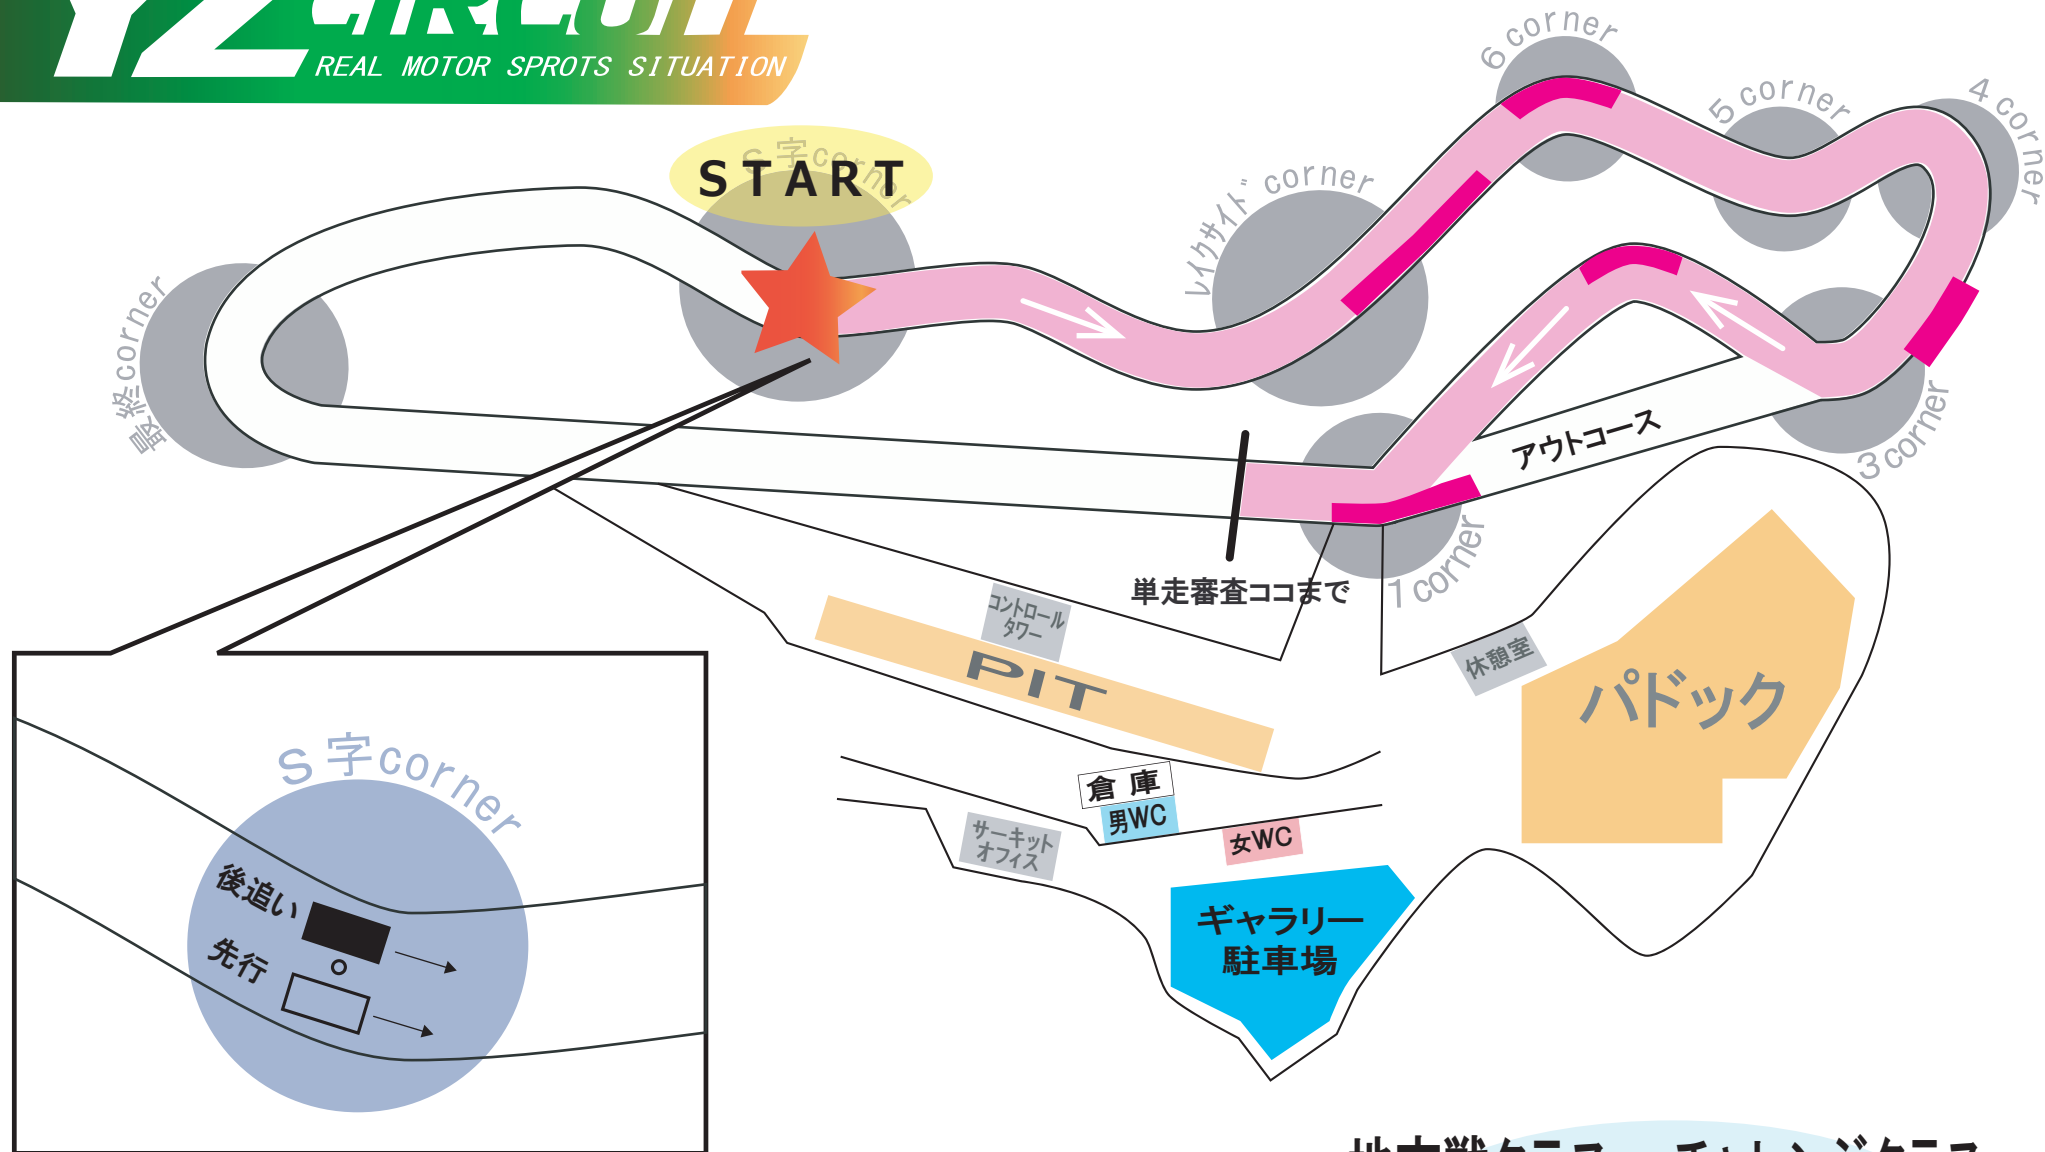 YZ CIRCUIT
REAL MOTOR SPROTS SITUATION
S字corner
START
6 corner
5 corner
4 corner
レイクサイド corner
最終corner
アウトコース
3 corner
1 corner
単走審査ココまで
コントロール
タワー
PIT
休憩室
パドック
S字corner
後追い
先行
倉庫
男WC
女WC
サーキット
オフィス
ギャラリー
駐車場